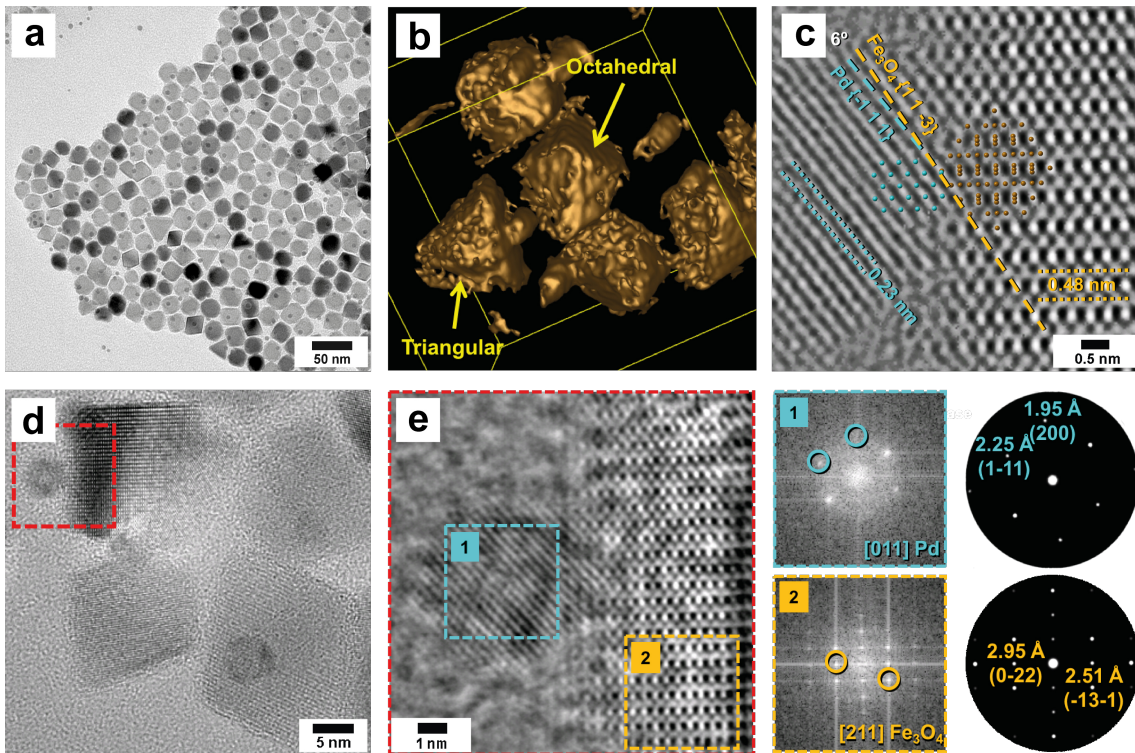 a
50 nm
b
Octahedral
Triangular
c
6º
Fe3O4 {1 1 -3}
Pd {-1 1 1}
0.23 nm
0.48 nm
0.5 nm
d
5 nm
e
1
2
1 nm
1
[011] Pd
1.95 Å
(200)
2.25 Å
(1-11)
2
[211] Fe3O4
2.95 Å
(0-22)
2.51 Å
(-13-1)